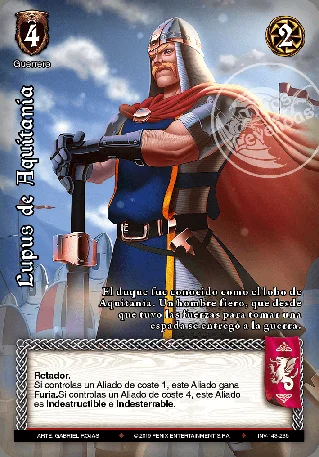 4
2
Guerrero
Lupus de Aquitania
El duque fue conocido como el lobo de
Aquitania. Un hombre fiero, que desde
que tuvo las fuerzas para tomar una
espada se entregó a la guerra.
Retador.
Si controlas un Aliado de coste 1, este Aliado gana
Furia.Si controlas un Aliado de coste 4, este Aliado
es Indestructible e Indesterrable.
ARTE: GABRIEL ROJAS
©2019 FENIX ENTERTAINMENT S.P.A